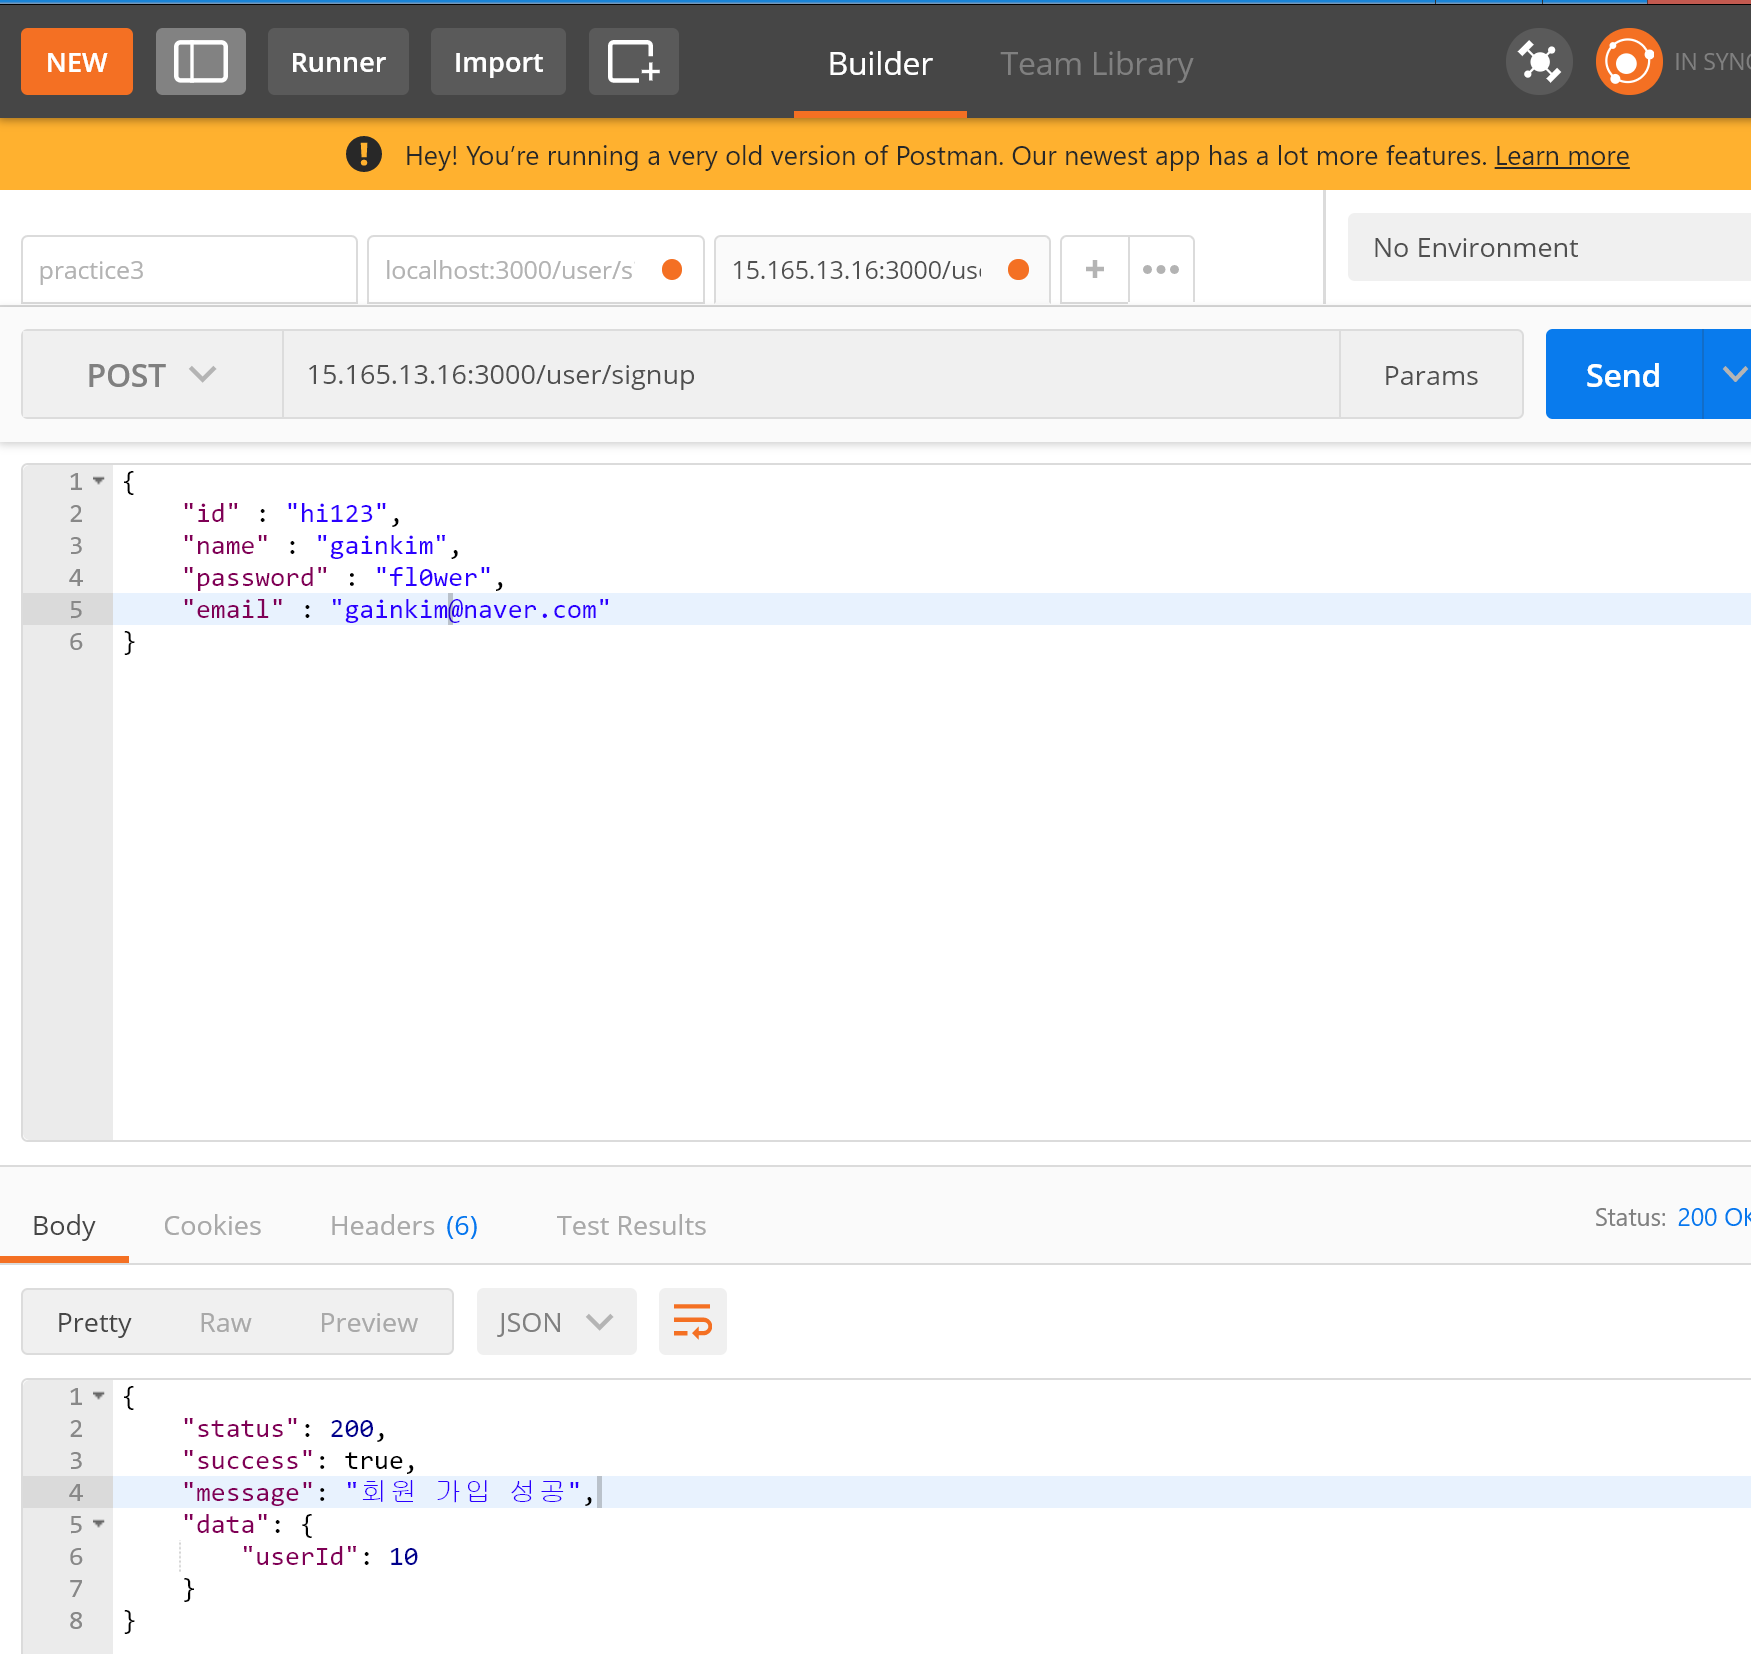 NEW Runner Import Builder Team Library IN SYNC
Hey! You’re running a very old version of Postman. Our newest app has a lot more features. Learn more
practice3 localhost:3000/user/s 15.165.13.16:3000/use + No Environment
POST 15.165.13.16:3000/user/signup Params Send
1 {
2 "id" : "hi123",
3 "name" : "gainkim",
4 "password" : "fl0wer",
5 "email" : "gainkim@naver.com"
6 }
Body Cookies Headers (6) Test Results Status: 200 OK
Pretty Raw Preview JSON
1 {
2 "status": 200,
3 "success": true,
4 "message": "회원 가입 성공",
5 "data": {
6 "userId": 10
7 }
8 }